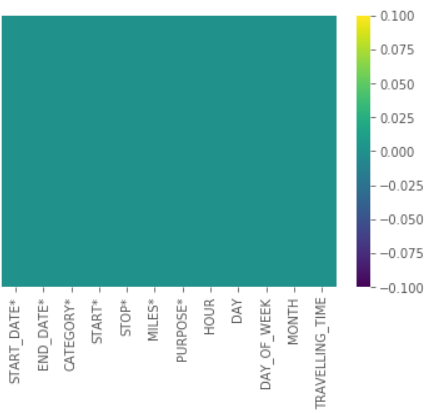 0.100
0.075
0.050
0.025
0.000
−0.025
−0.050
−0.075
−0.100
START_DATE*
END_DATE*
CATEGORY*
START*
STOP*
MILES*
PURPOSE*
HOUR
DAY
DAY_OF_WEEK
MONTH
TRAVELLING_TIME